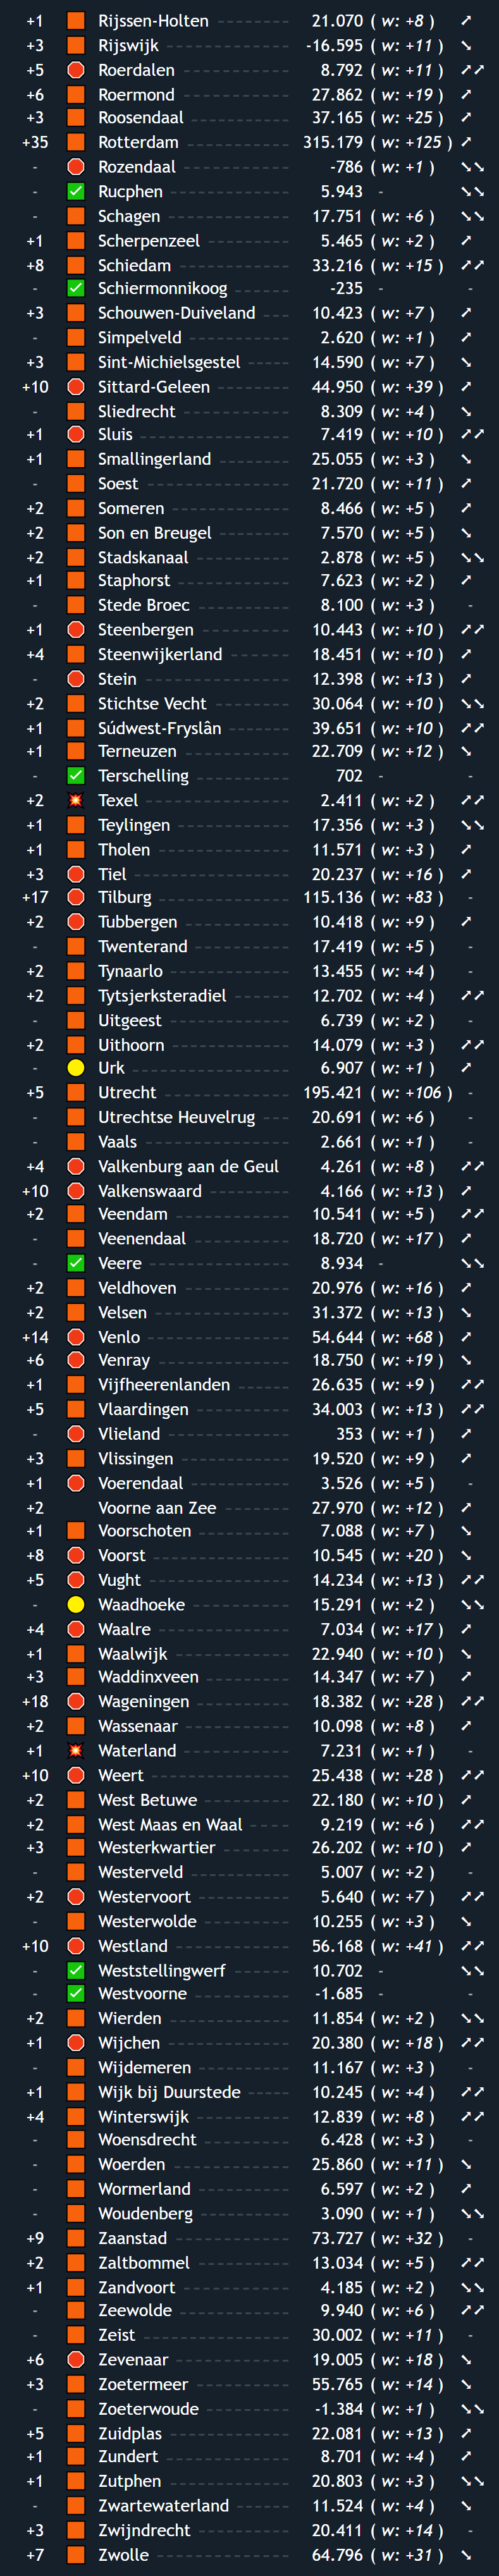 +1 Rijssen-Holten 21.070 ( w: +8 ) ➚
+3 Rijswijk -16.595 ( w: +11 ) ➘
+5 Roerdalen 8.792 ( w: +11 ) ➚➚
+6 Roermond 27.862 ( w: +19 ) ➚
+3 Roosendaal 37.165 ( w: +25 ) ➚
+35 Rotterdam 315.179 ( w: +125 ) ➚
- Rozendaal -786 ( w: +1 ) ➘➘
- Rucphen 5.943 - ➘➘
- Schagen 17.751 ( w: +6 ) ➘➘
+1 Scherpenzeel 5.465 ( w: +2 ) ➚
+8 Schiedam 33.216 ( w: +15 ) ➚➚
- Schiermonnikoog -235 - -
+3 Schouwen-Duiveland 10.423 ( w: +7 ) ➚
- Simpelveld 2.620 ( w: +1 ) ➚
+3 Sint-Michielsgestel 14.590 ( w: +7 ) ➘
+10 Sittard-Geleen 44.950 ( w: +39 ) ➚
- Sliedrecht 8.309 ( w: +4 ) ➘
+1 Sluis 7.419 ( w: +10 ) ➚➚
+1 Smallingerland 25.055 ( w: +3 ) ➘
- Soest 21.720 ( w: +11 ) ➚
+2 Someren 8.466 ( w: +5 ) ➚
+2 Son en Breugel 7.570 ( w: +5 ) ➘
+2 Stadskanaal 2.878 ( w: +5 ) ➘➘
+1 Staphorst 7.623 ( w: +2 ) ➚
- Stede Broec 8.100 ( w: +3 ) -
+1 Steenbergen 10.443 ( w: +10 ) ➚➚
+4 Steenwijkerland 18.451 ( w: +10 ) ➚
- Stein 12.398 ( w: +13 ) ➚
+2 Stichtse Vecht 30.064 ( w: +10 ) ➘➘
+1 Súdwest-Fryslân 39.651 ( w: +10 ) ➚➚
+1 Terneuzen 22.709 ( w: +12 ) ➘
- Terschelling 702 - -
+2 Texel 2.411 ( w: +2 ) ➚➚
+1 Teylingen 17.356 ( w: +3 ) ➘➘
+1 Tholen 11.571 ( w: +3 ) ➚
+3 Tiel 20.237 ( w: +16 ) ➚
+17 Tilburg 115.136 ( w: +83 ) -
+2 Tubbergen 10.418 ( w: +9 ) ➚
- Twenterand 17.419 ( w: +5 ) -
+2 Tynaarlo 13.455 ( w: +4 ) -
+2 Tytsjerksteradiel 12.702 ( w: +4 ) ➚➚
- Uitgeest 6.739 ( w: +2 ) -
+2 Uithoorn 14.079 ( w: +3 ) ➚➚
- Urk 6.907 ( w: +1 ) ➚
+5 Utrecht 195.421 ( w: +106 ) -
- Utrechtse Heuvelrug 20.691 ( w: +6 ) -
- Vaals 2.661 ( w: +1 ) -
+4 Valkenburg aan de Geul 4.261 ( w: +8 ) ➚➚
+10 Valkenswaard 4.166 ( w: +13 ) ➚
+2 Veendam 10.541 ( w: +5 ) ➚➚
- Veenendaal 18.720 ( w: +17 ) ➚
- Veere 8.934 - ➘➘
+2 Veldhoven 20.976 ( w: +16 ) ➚
+2 Velsen 31.372 ( w: +13 ) ➘
+14 Venlo 54.644 ( w: +68 ) ➚
+6 Venray 18.750 ( w: +19 ) ➘
+1 Vijfheerenlanden 26.635 ( w: +9 ) ➚➚
+5 Vlaardingen 34.003 ( w: +13 ) ➚➚
- Vlieland 353 ( w: +1 ) ➚
+3 Vlissingen 19.520 ( w: +9 ) ➚
+1 Voerendaal 3.526 ( w: +5 ) -
+2 Voorne aan Zee 27.970 ( w: +12 ) ➚
+1 Voorschoten 7.088 ( w: +7 ) ➘
+8 Voorst 10.545 ( w: +20 ) ➘
+5 Vught 14.234 ( w: +13 ) ➚➚
- Waadhoeke 15.291 ( w: +2 ) ➘➘
+4 Waalre 7.034 ( w: +17 ) ➚
+1 Waalwijk 22.940 ( w: +10 ) ➘
+3 Waddinxveen 14.347 ( w: +7 ) ➚
+18 Wageningen 18.382 ( w: +28 ) ➚➚
+2 Wassenaar 10.098 ( w: +8 ) ➚
+1 Waterland 7.231 ( w: +1 ) -
+10 Weert 25.438 ( w: +28 ) ➚➚
+2 West Betuwe 22.180 ( w: +10 ) ➚
+2 West Maas en Waal 9.219 ( w: +6 ) ➚➚
+3 Westerkwartier 26.202 ( w: +10 ) ➚
- Westerveld 5.007 ( w: +2 ) -
+2 Westervoort 5.640 ( w: +7 ) ➚➚
- Westerwolde 10.255 ( w: +3 ) ➘
+10 Westland 56.168 ( w: +41 ) ➚➚
- Weststellingwerf 10.702 - ➘➘
- Westvoorne -1.685 - -
+2 Wierden 11.854 ( w: +2 ) ➘➘
+1 Wijchen 20.380 ( w: +18 ) ➚➚
- Wijdemeren 11.167 ( w: +3 ) -
+1 Wijk bij Duurstede 10.245 ( w: +4 ) ➚➚
+4 Winterswijk 12.839 ( w: +8 ) ➚➚
- Woensdrecht 6.428 ( w: +3 ) -
- Woerden 25.860 ( w: +11 ) ➘
- Wormerland 6.597 ( w: +2 ) ➚
- Woudenberg 3.090 ( w: +1 ) ➘➘
+9 Zaanstad 73.727 ( w: +32 ) -
+2 Zaltbommel 13.034 ( w: +5 ) ➚➚
+1 Zandvoort 4.185 ( w: +2 ) ➘➘
- Zeewolde 9.940 ( w: +6 ) ➚➚
- Zeist 30.002 ( w: +11 ) -
+6 Zevenaar 19.005 ( w: +18 ) ➘
+3 Zoetermeer 55.765 ( w: +14 ) ➘
- Zoeterwoude -1.384 ( w: +1 ) ➘➘
+5 Zuidplas 22.081 ( w: +13 ) ➚
+1 Zundert 8.701 ( w: +4 ) ➚
+1 Zutphen 20.803 ( w: +3 ) ➘➘
- Zwartewaterland 11.524 ( w: +4 ) ➘
+3 Zwijndrecht 20.411 ( w: +14 ) -
+7 Zwolle 64.796 ( w: +31 ) ➘